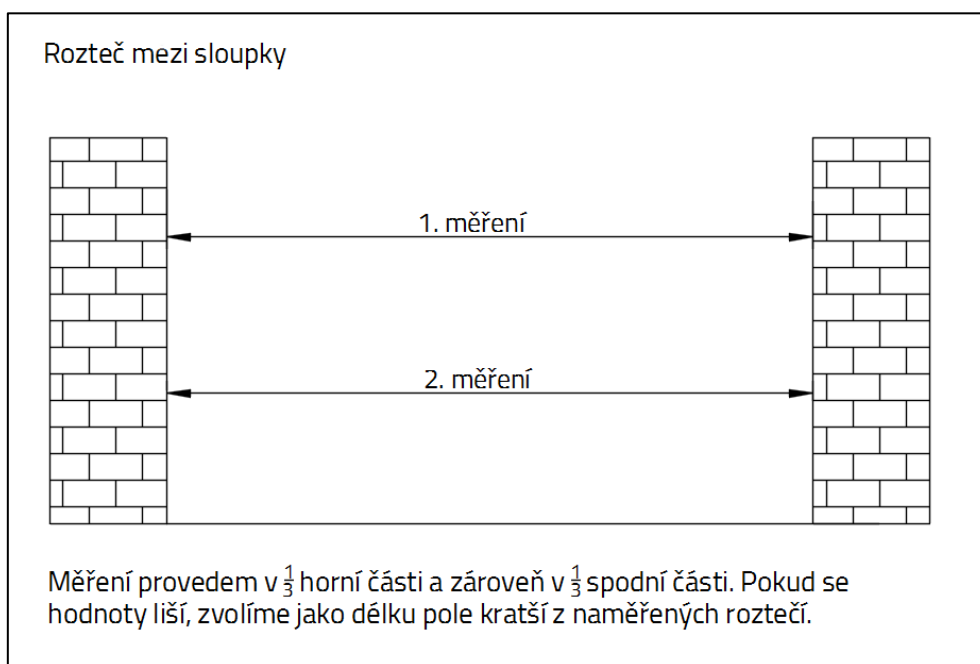 Rozteč mezi sloupky
1. měření
2. měření
Měření provedem v 1/3 horní části a zároveň v 1/3 spodní části. Pokud se
hodnoty liší, zvolíme jako délku pole kratší z naměřených roztečí.